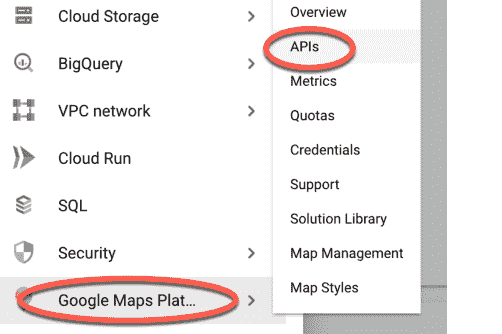 Cloud Storage
BigQuery
VPC network
Cloud Run
SQL
Security
Google Maps Plat...
Overview
APIs
Metrics
Quotas
Credentials
Support
Solution Library
Map Management
Map Styles